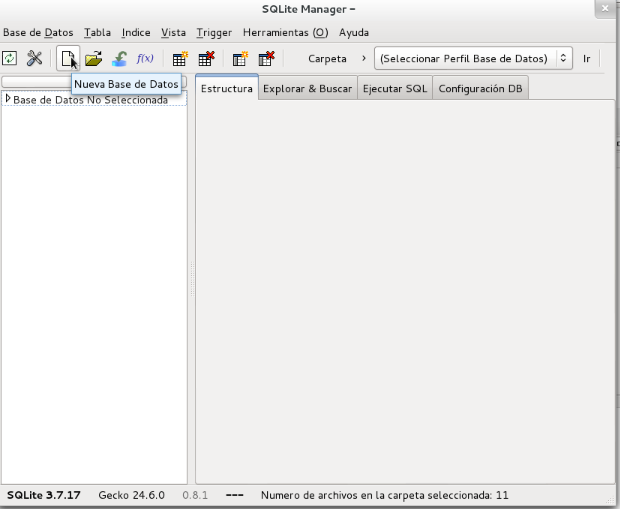 SQLite Manager –
Base de Datos Tabla Indice Vista Trigger Herramientas (O) Ayuda
f(x) Carpeta > (Seleccionar Perfil Base de Datos) Ir
Nueva Base de Datos
Base de Datos No Seleccionada
Estructura Explorar & Buscar Ejecutar SQL Configuración DB
SQLite 3.7.17 Gecko 24.6.0 0.8.1 --- Numero de archivos en la carpeta seleccionada: 11